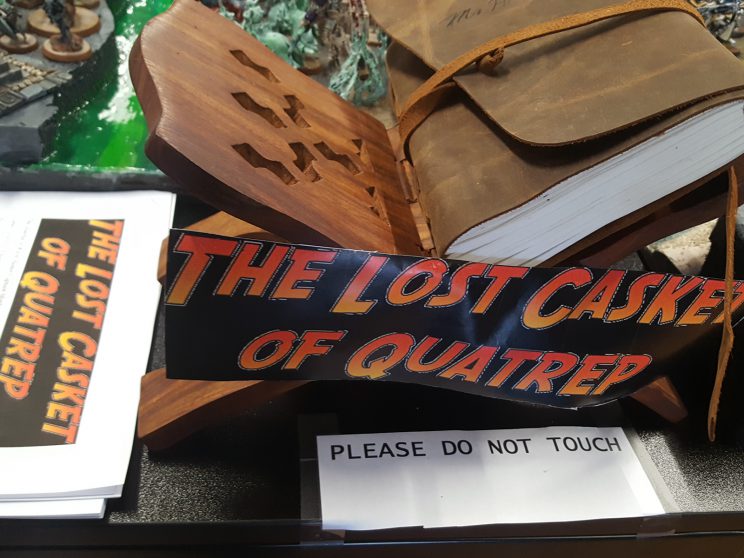 THE LOST CASKET
OF QUATREP
THE LOST CASKET
OF QUATREP
PLEASE DO NOT TOUCH